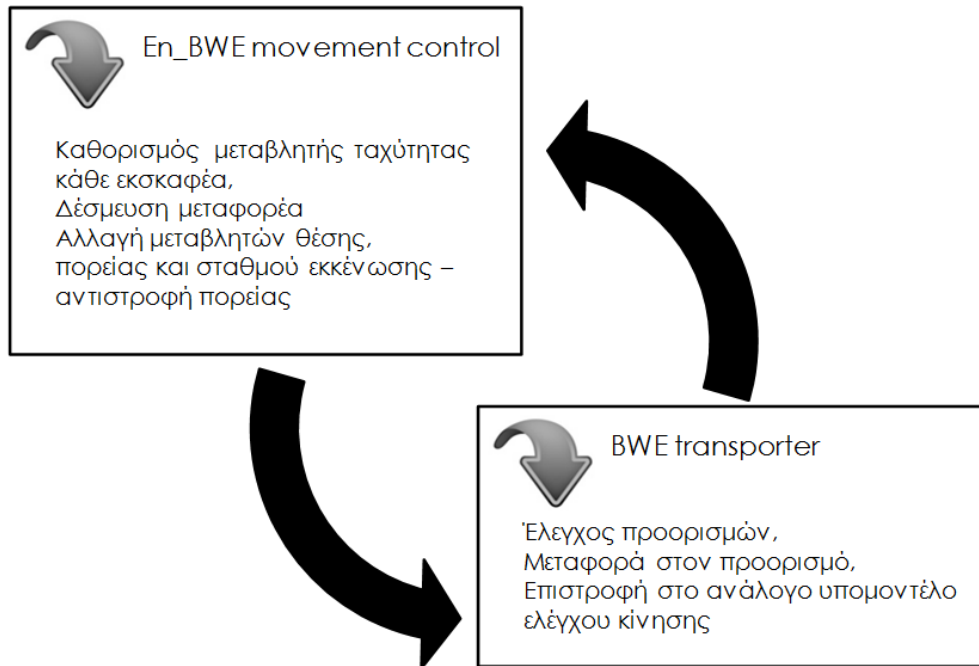 En_BWE movement control
Καθορισμός μεταβλητής ταχύτητας
κάθε εκσκαφέα,
Δέσμευση μεταφορέα
Αλλαγή μεταβλητών θέσης,
πορείας και σταθμού εκκένωσης –
αντιστροφή πορείας
BWE transporter
Έλεγχος προορισμών,
Μεταφορά στον προορισμό,
Επιστροφή στο ανάλογο υπομοντέλο
ελέγχου κίνησης